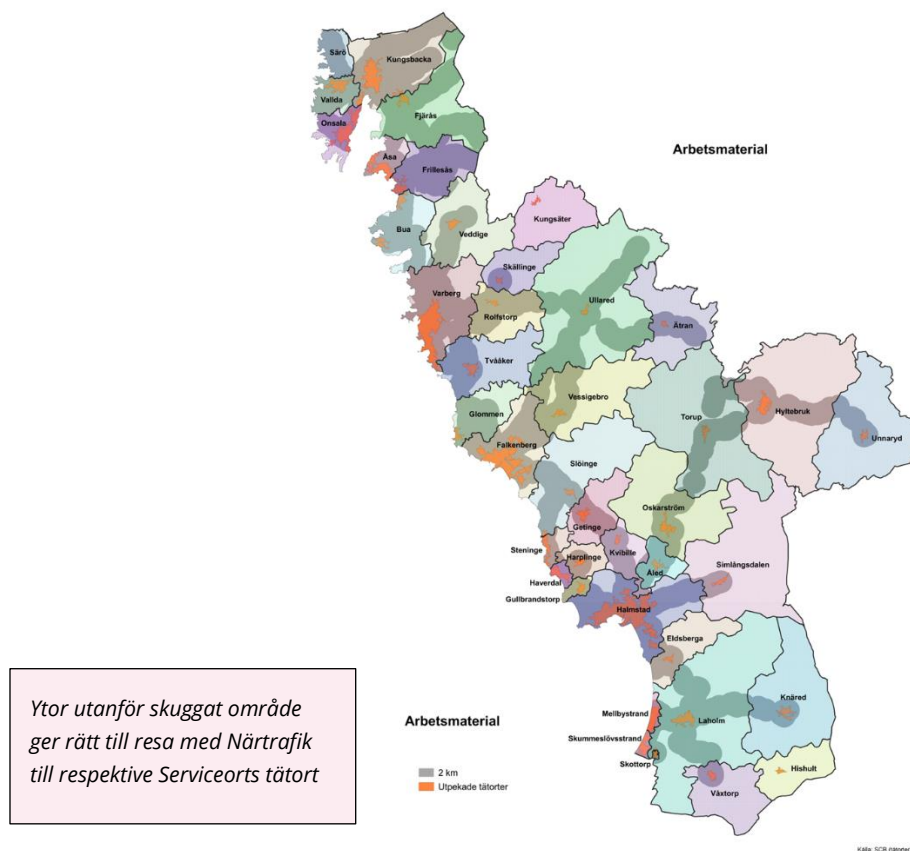 Särö
Kungsbacka
Vallda
Fjärås
Onsala
Arbetsmaterial
Åsa
Frillesås
Kungsäter
Bua
Veddige
Skällinge
Varberg
Ullared
Rolfstorp
Ätran
Tvååker
Vessigebro
Hyltebruk
Glommen
Torup
Unnaryd
Falkenberg
Slöinge
Oskarström
Getinge
Steninge
Harplinge
Kvibille
Simlångsdalen
Åled
Haverdal
Gullbrandstorp
Halmstad
Eldsberga
Ytor utanför skuggat område
ger rätt till resa med Närtrafik
till respektive Serviceorts tätort
Knäred
Mellbystrand
Laholm
Arbetsmaterial
Skummeslövsstrand
Skottorp
Hishult
2 km
Våxtorp
Utpekade tätorter
Källa: SCB (tätorter